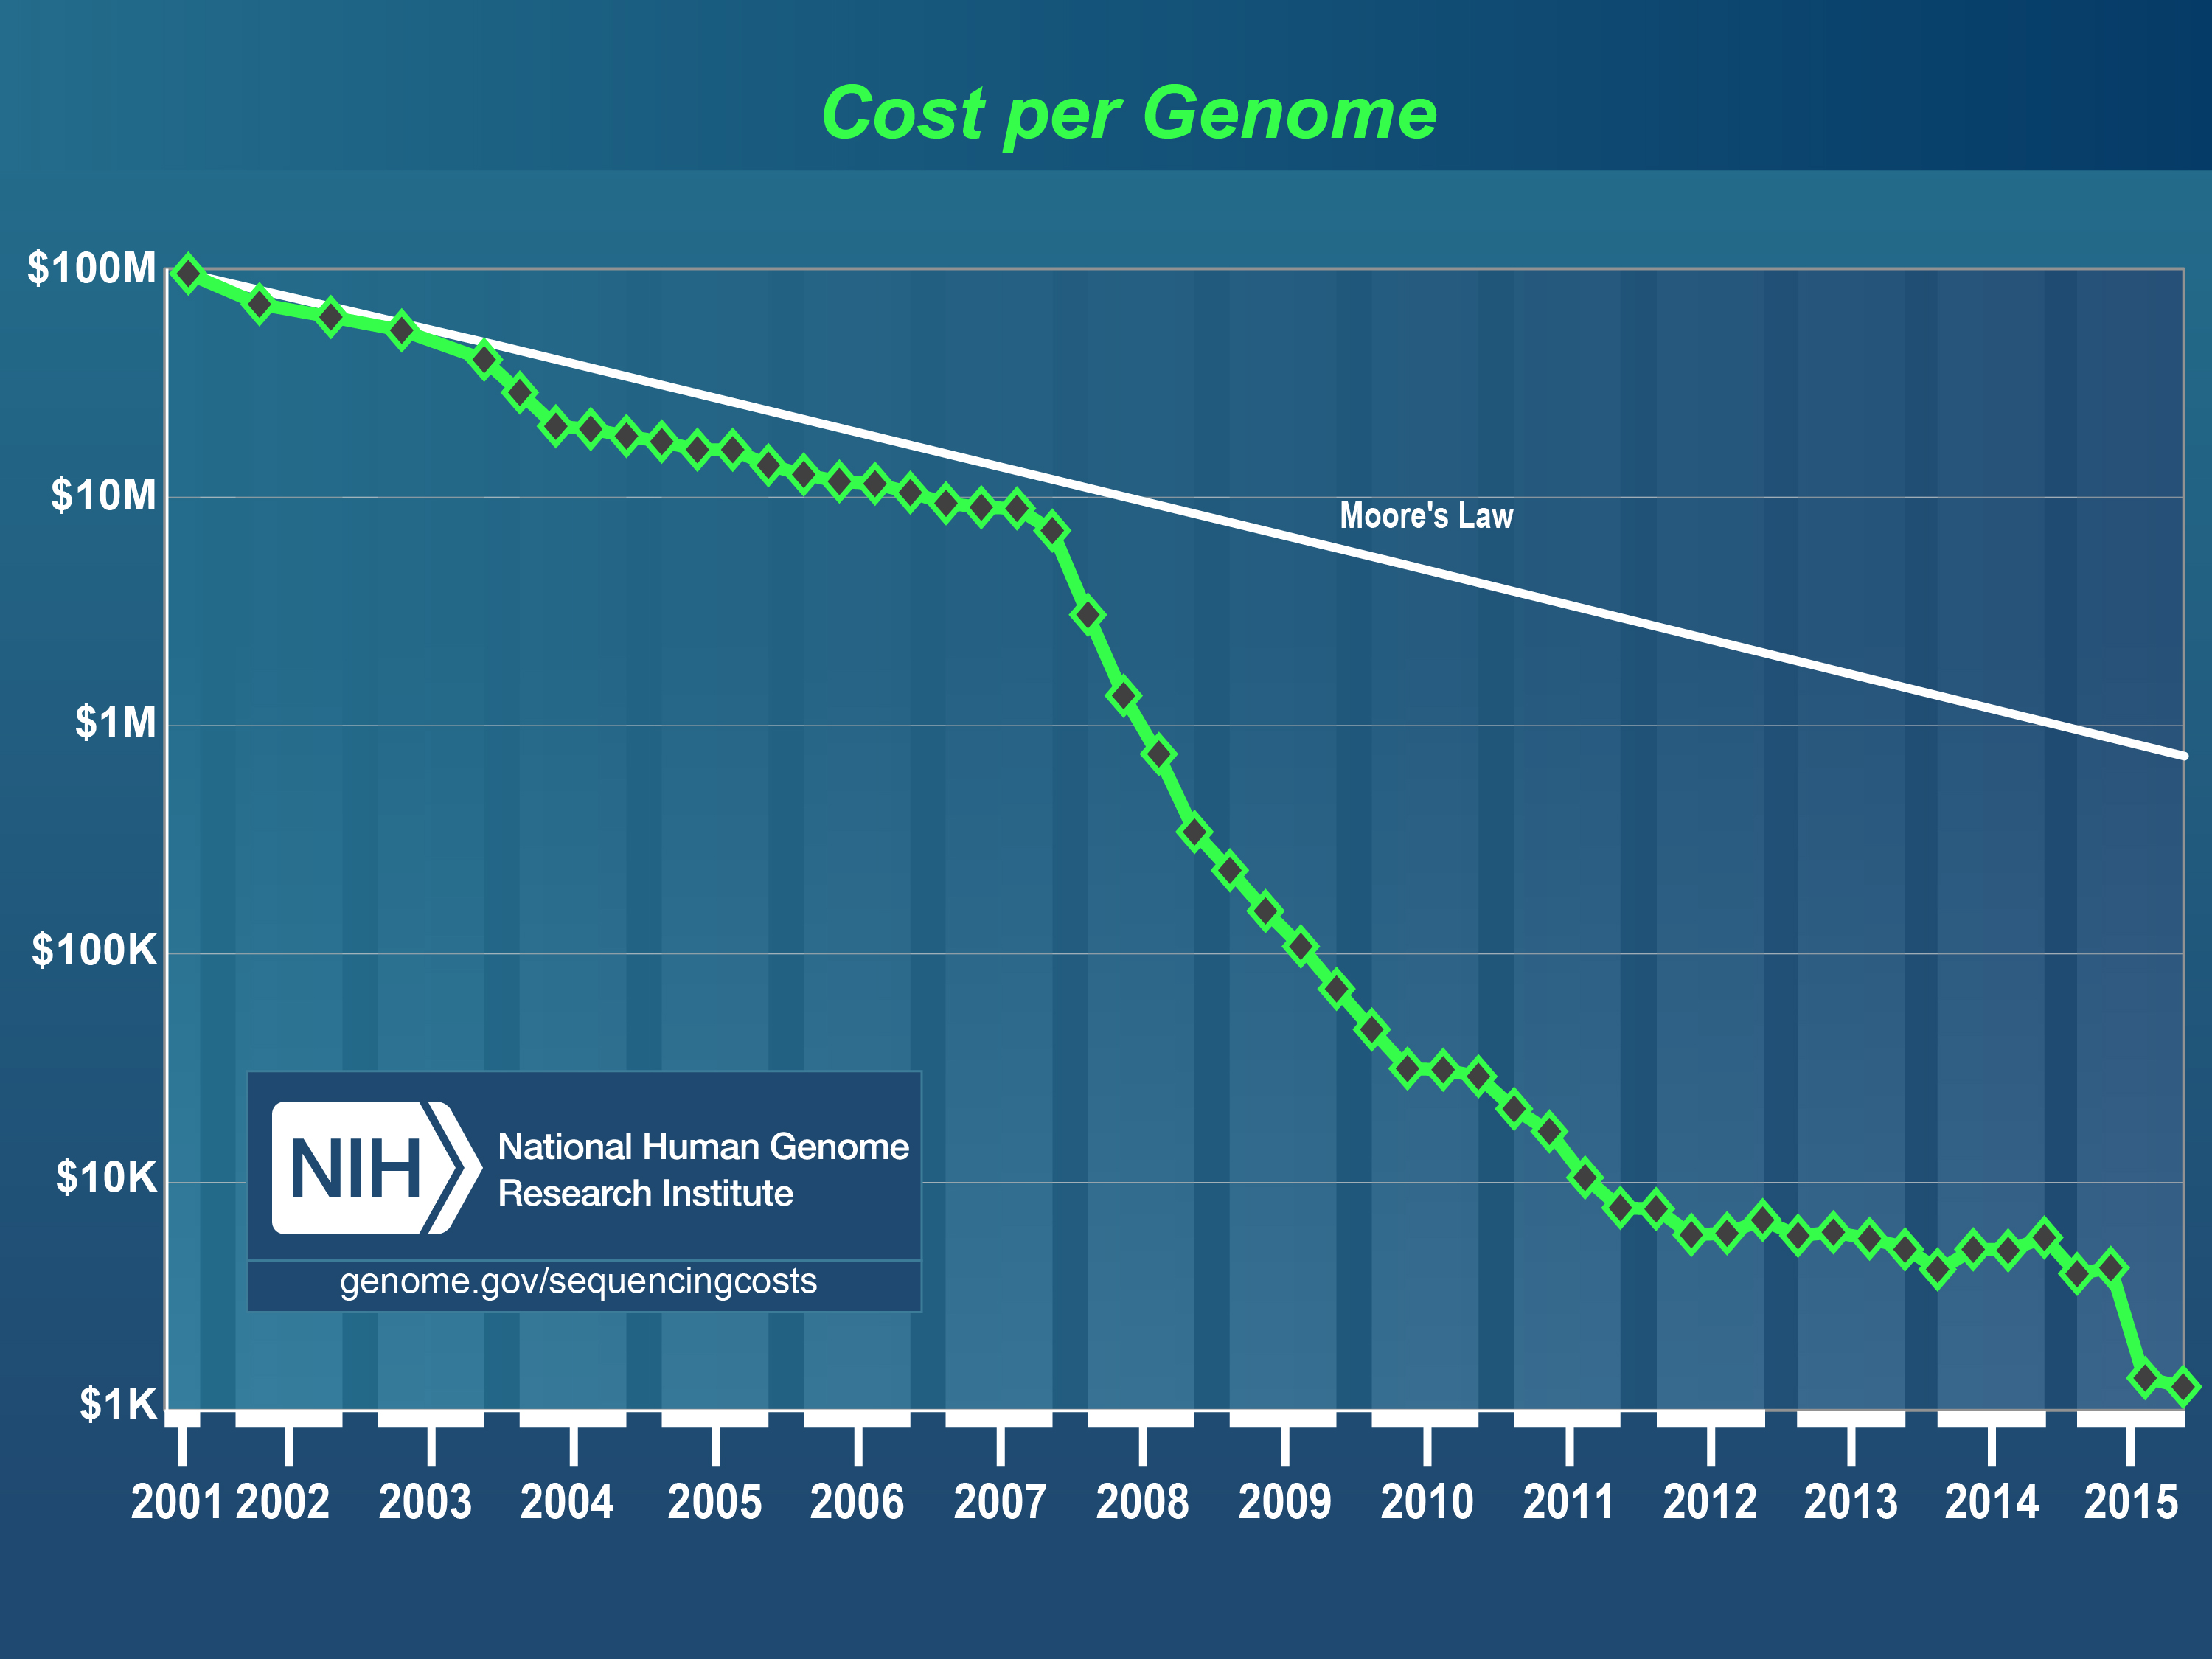 Cost per Genome
$100M
$10M
Moore's Law
$1M
$100K
$10K
$1K
NIH
National Human Genome
Research Institute
genome.gov/sequencingcosts
2001 2002 2003 2004 2005 2006 2007 2008 2009 2010 2011 2012 2013 2014 2015